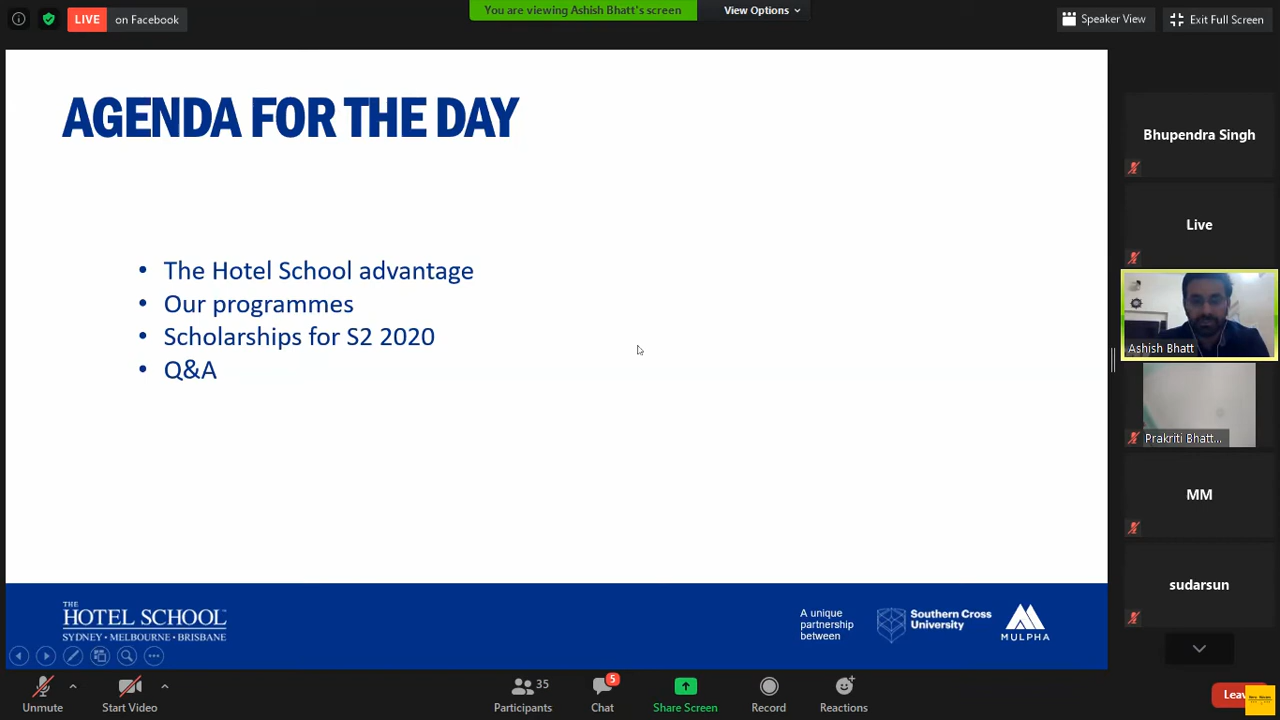 LIVE on Facebook
You are viewing Ashish Bhatt's screen
View Options
Speaker View
Exit Full Screen
AGENDA FOR THE DAY
• The Hotel School advantage
• Our programmes
• Scholarships for S2 2020
• Q&A
THE
HOTEL SCHOOL
SYDNEY • MELBOURNE • BRISBANE
A unique
partnership
between
Southern Cross
University
MULPHA
Bhupendra Singh
Live
Ashish Bhatt
Prakriti Bhatt...
MM
sudarsun
Unmute
Start Video
35
Participants
5
Chat
Share Screen
Record
Reactions